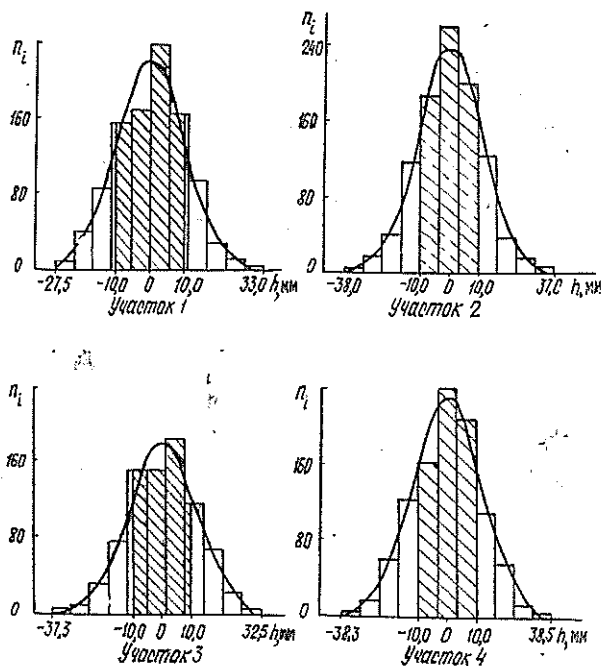 n_i
160
80
0
-27,5 -10,0 0 10,0 33,0 h, мм
Участок 1
n_i
240
160
80
0
-38,0 -10,0 0 10,0 37,0 h, мм
Участок 2
n_i
160
80
0
-37,5 -10,0 0 10,0 32,5 h, мм
Участок 3
n_i
160
80
0
-38,5 -10,0 0 10,0 38,5 h, мм
Участок 4